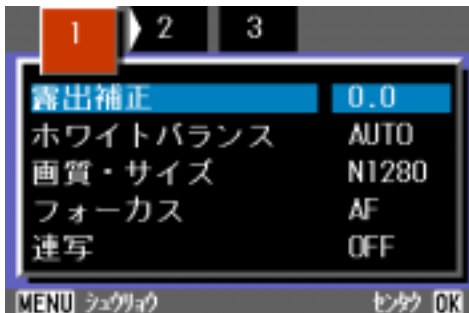 1 2 3
露出補正 0.0
ホワイトバランス AUTO
画質・サイズ N1280
フォーカス AF
連写 OFF
MENU シュウリョウ センタク OK